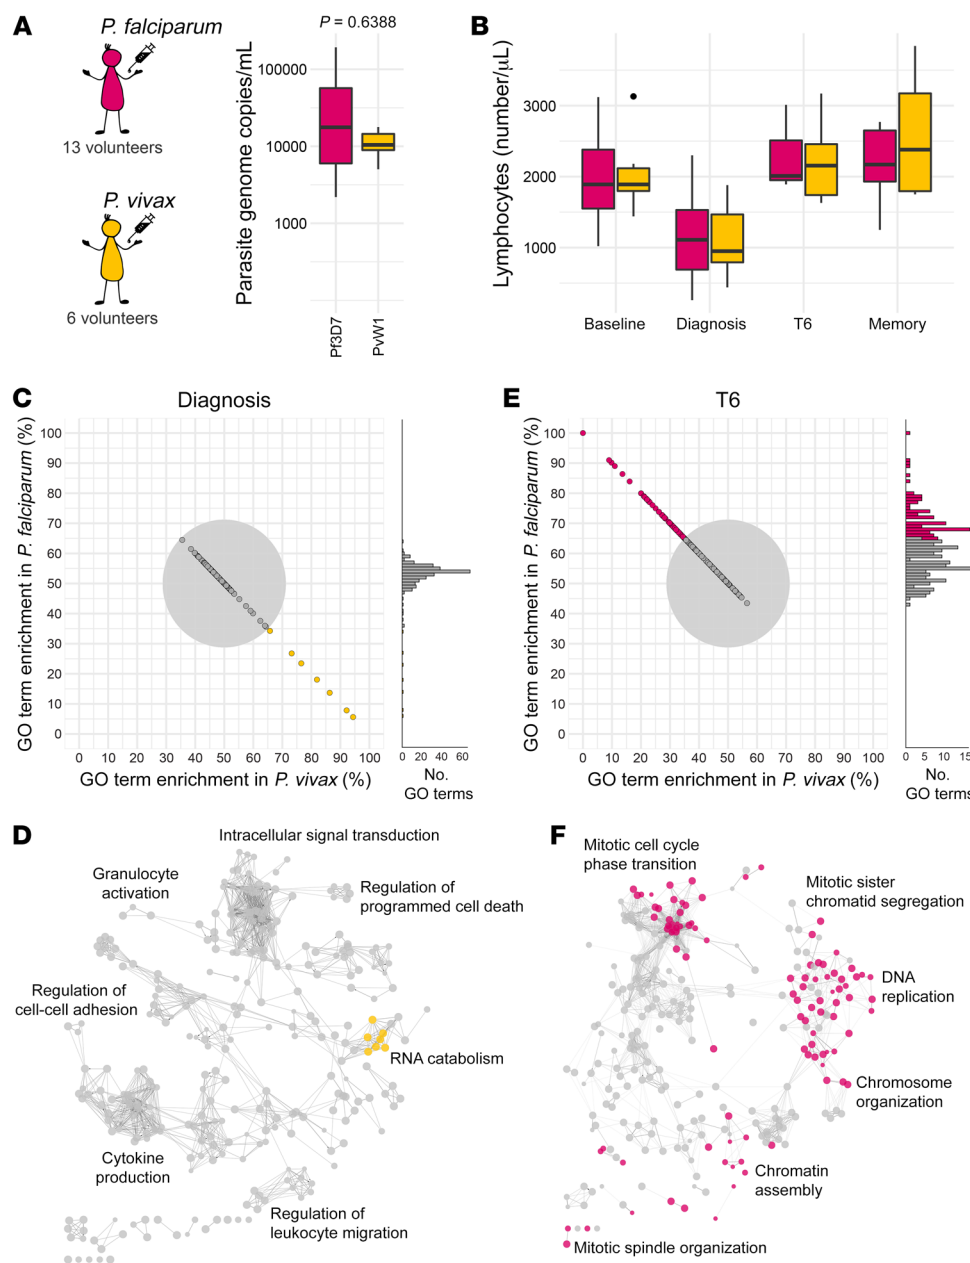 A
P. falciparum
13 volunteers
P. vivax
6 volunteers
P = 0.6388
Parasite genome copies/mL
100000
10000
1000
Pf3D7
PvW1
B
Lymphocytes (number/μL)
3000
2000
1000
Baseline
Diagnosis
T6
Memory
C
Diagnosis
GO term enrichment in P. falciparum (%)
100
90
80
70
60
50
40
30
20
10
0
0 10 20 30 40 50 60 70 80 90 100
GO term enrichment in P. vivax (%)
0 20 40 60
No.
GO terms
E
T6
GO term enrichment in P. falciparum (%)
100
90
80
70
60
50
40
30
20
10
0
0 10 20 30 40 50 60 70 80 90 100
GO term enrichment in P. vivax (%)
0 5 10 15
No.
GO terms
D
Intracellular signal transduction
Granulocyte
activation
Regulation of
programmed cell death
Regulation of
cell-cell adhesion
RNA catabolism
Cytokine
production
Regulation of
leukocyte migration
F
Mitotic cell cycle
phase transition
Mitotic sister
chromatid segregation
DNA
replication
Chromosome
organization
Chromatin
assembly
Mitotic spindle organization